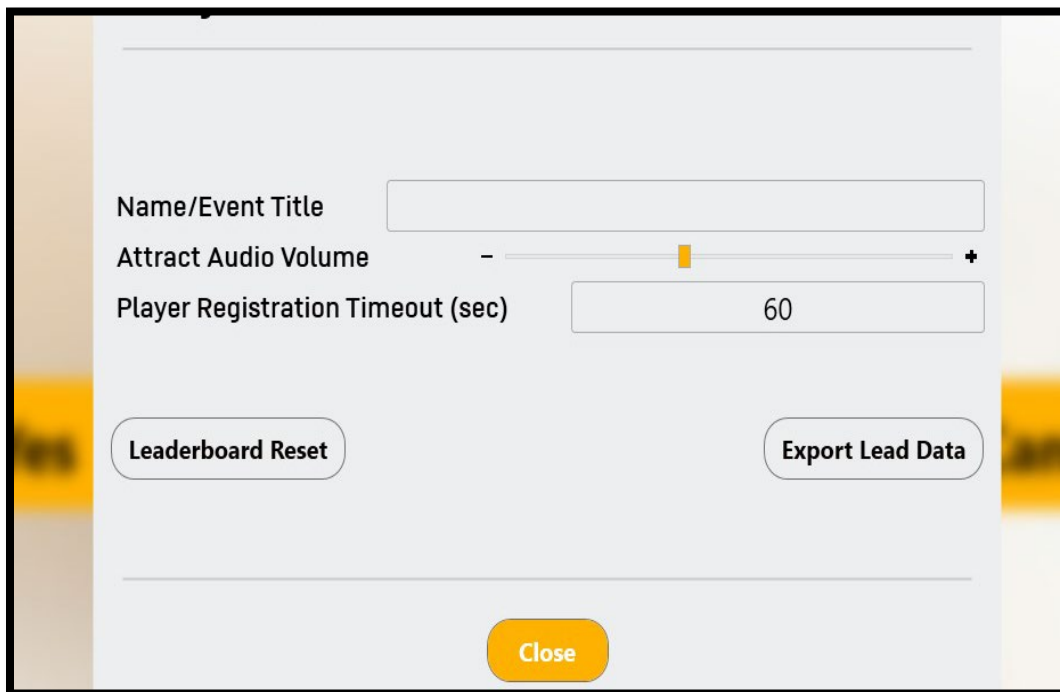 Name/Event Title
Attract Audio Volume - +
Player Registration Timeout (sec) 60
Leaderboard Reset Export Lead Data
Close